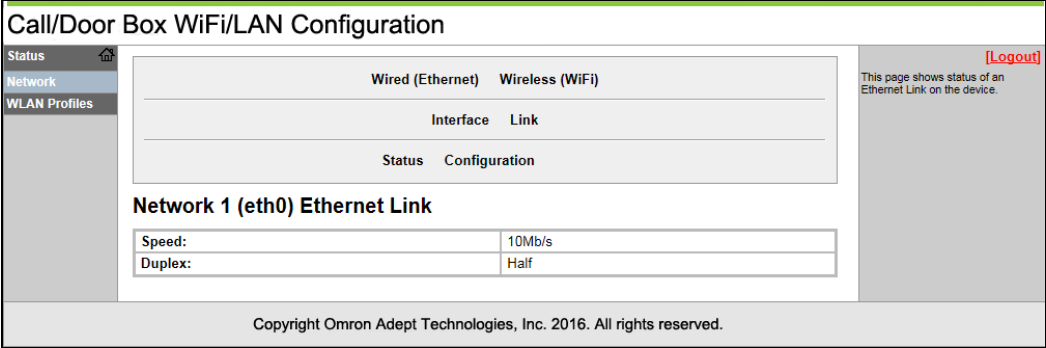 Call/Door Box WiFi/LAN Configuration
Status
Network
WLAN Profiles
Wired (Ethernet) Wireless (WiFi)
Interface Link
Status Configuration
Network 1 (eth0) Ethernet Link
Speed: 10Mb/s
Duplex: Half
[Logout]
This page shows status of an
Ethernet Link on the device.
Copyright Omron Adept Technologies, Inc. 2016. All rights reserved.